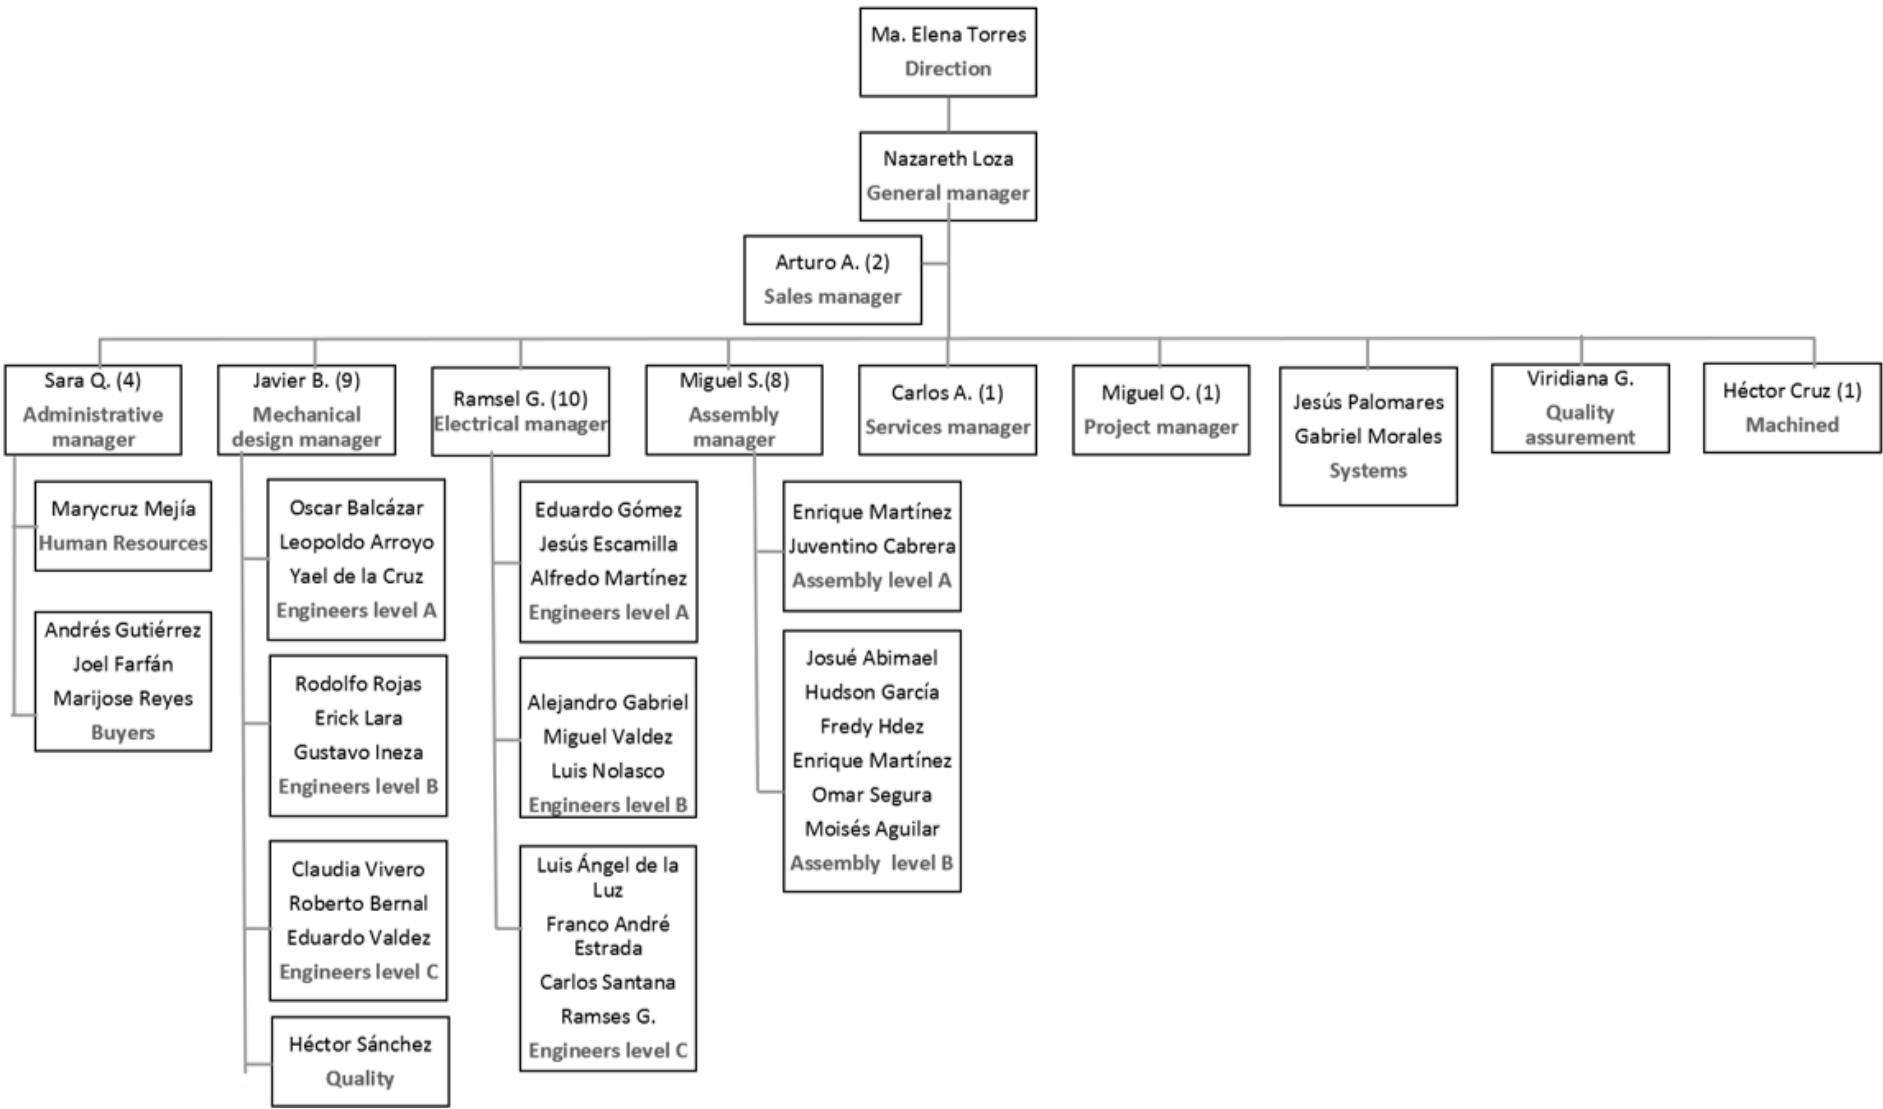 Ma. Elena Torres
Direction
Nazareth Loza
General manager
Arturo A. (2)
Sales manager
Sara Q. (4)
Administrative
manager
Marycruz Mejía
Human Resources
Andrés Gutiérrez
Joel Farfán
Marijose Reyes
Buyers
Javier B. (9)
Mechanical
design manager
Oscar Balcázar
Leopoldo Arroyo
Yael de la Cruz
Engineers level A
Rodolfo Rojas
Erick Lara
Gustavo Ineza
Engineers level B
Claudia Vivero
Roberto Bernal
Eduardo Valdez
Engineers level C
Héctor Sánchez
Quality
Ramsel G. (10)
Electrical manager
Eduardo Gómez
Jesús Escamilla
Alfredo Martínez
Engineers level A
Alejandro Gabriel
Miguel Valdez
Luis Nolasco
Engineers level B
Luis Ángel de la
Luz
Franco André
Estrada
Carlos Santana
Ramses G.
Engineers level C
Miguel S.(8)
Assembly
manager
Enrique Martínez
Juventino Cabrera
Assembly level A
Josué Abimael
Hudson García
Fredy Hdez
Enrique Martínez
Omar Segura
Moisés Aguilar
Assembly  level B
Carlos A. (1)
Services manager
Miguel O. (1)
Project manager
Jesús Palomares
Gabriel Morales
Systems
Viridiana G.
Quality
assurement
Héctor Cruz (1)
Machined